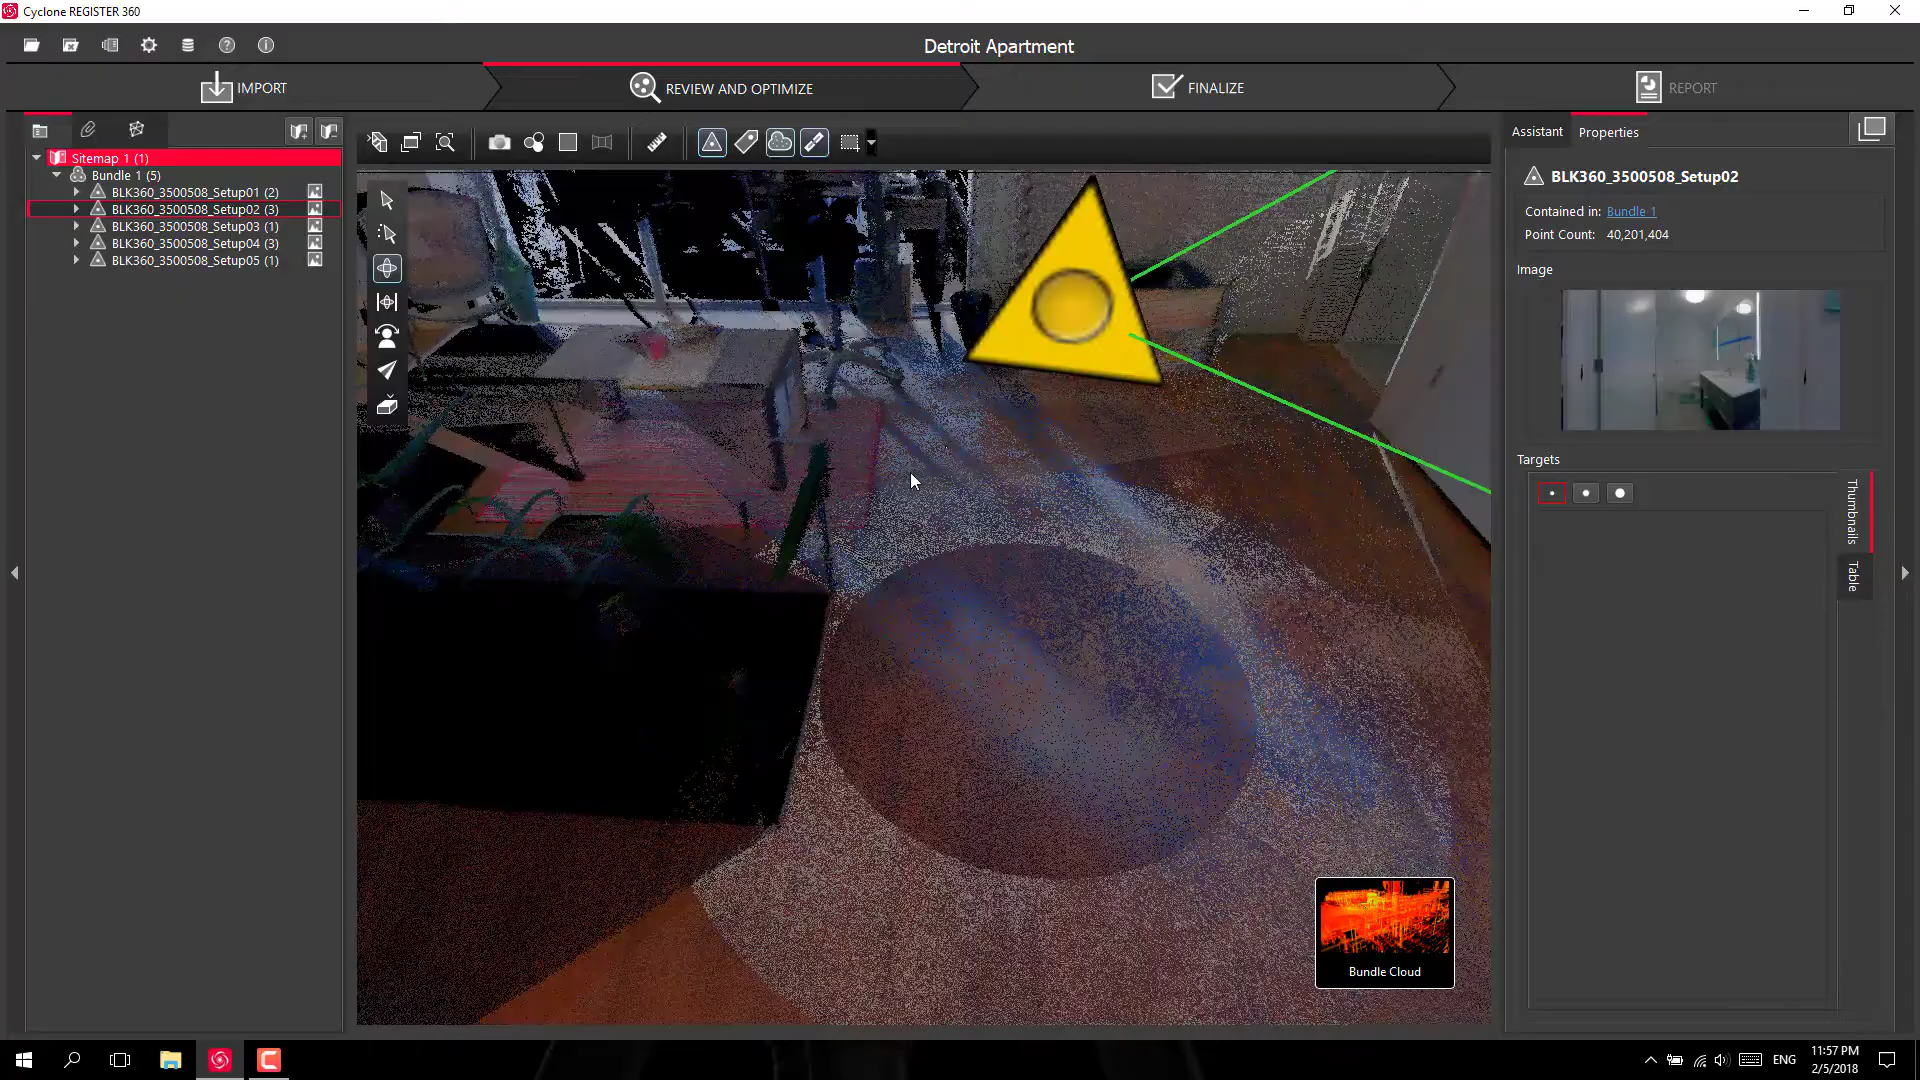 Cyclone REGISTER 360
Detroit Apartment
IMPORT
REVIEW AND OPTIMIZE
FINALIZE
REPORT
Sitemap 1 (1)
Bundle 1 (5)
BLK360_3500508_Setup01 (2)
BLK360_3500508_Setup02 (3)
BLK360_3500508_Setup03 (1)
BLK360_3500508_Setup04 (3)
BLK360_3500508_Setup05 (1)
Assistant
Properties
BLK360_3500508_Setup02
Contained in: Bundle 1
Point Count: 40,201,404
Image
Targets
Thumbnails
Table
Bundle Cloud
ENG
11:57 PM
2/5/2018